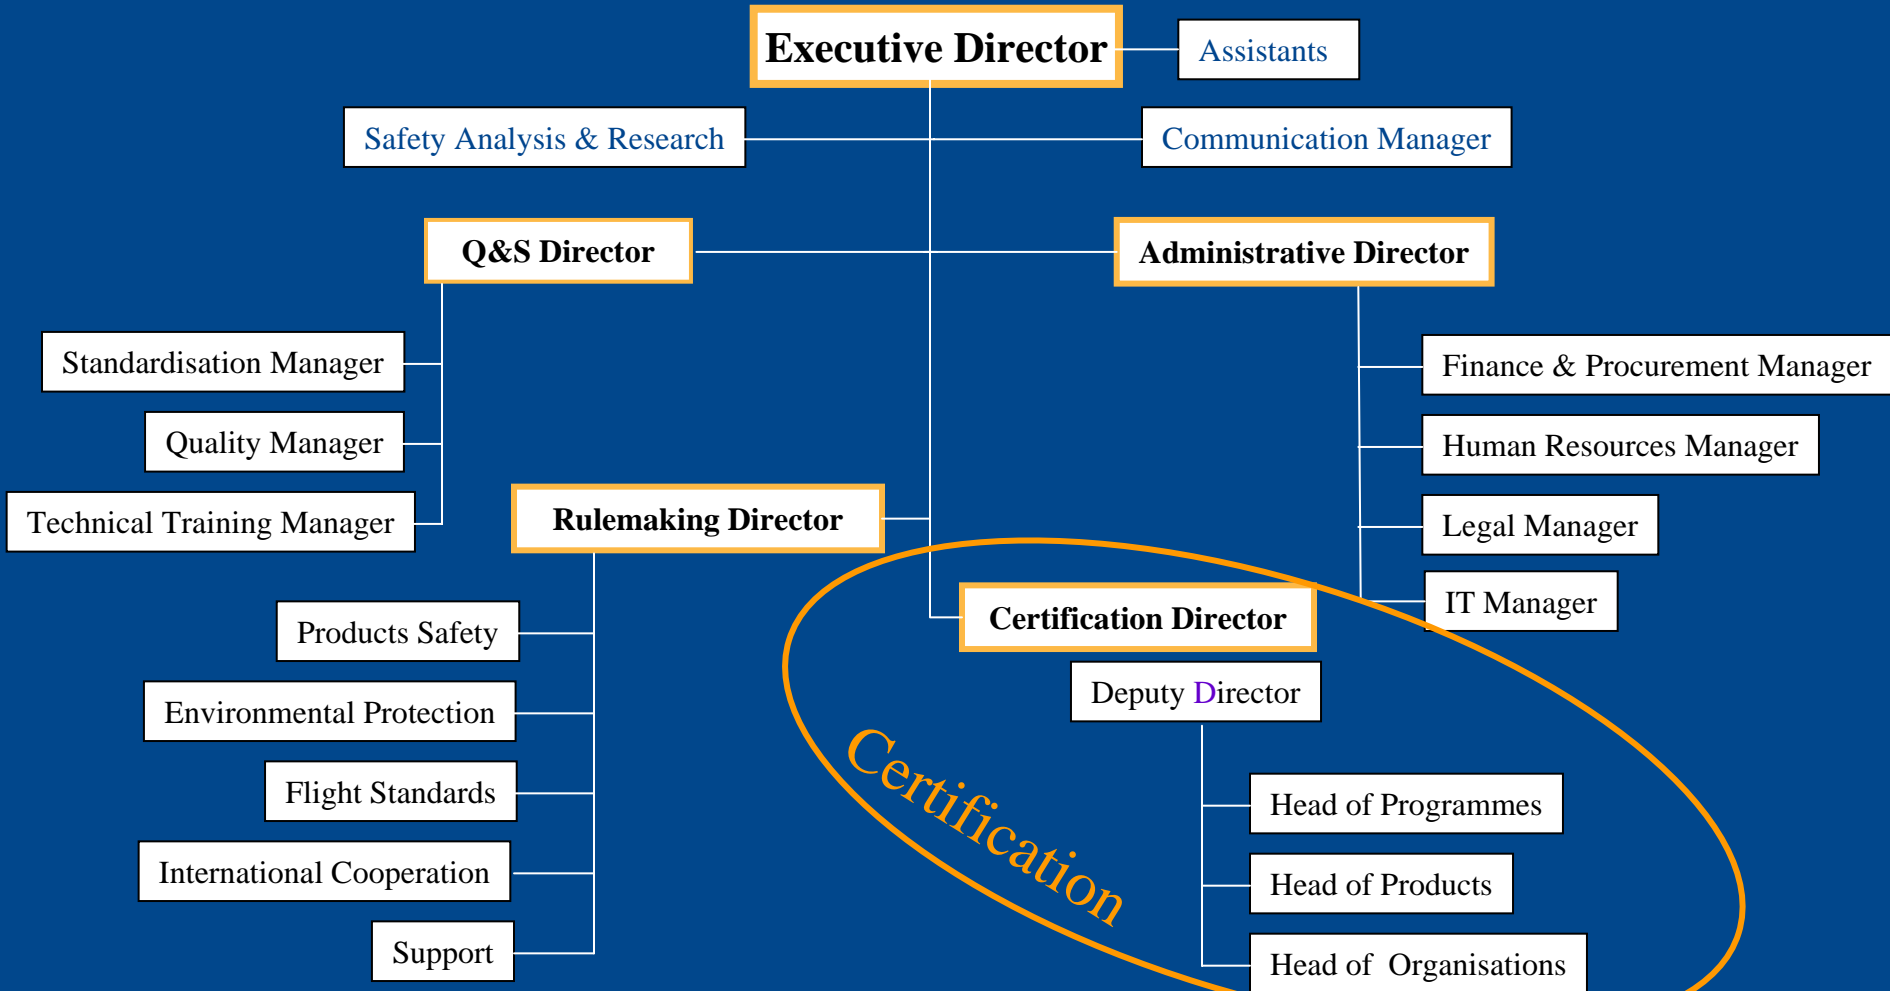 Executive Director
Assistants
Safety Analysis & Research
Communication Manager
Q&S Director
Administrative Director
Standardisation Manager
Finance & Procurement Manager
Quality Manager
Human Resources Manager
Technical Training Manager
Rulemaking Director
Legal Manager
Certification Director
IT Manager
Products Safety
Deputy Director
Environmental Protection
Certification
Flight Standards
Head of Programmes
International Cooperation
Head of Products
Support
Head of  Organisations